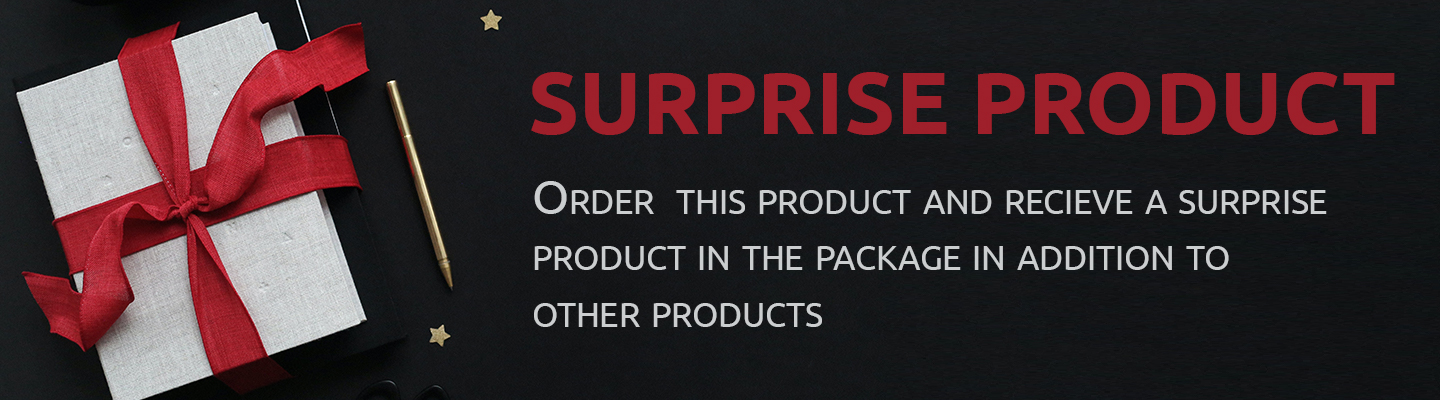 SURPRISE PRODUCT
ORDER THIS PRODUCT AND RECIEVE A SURPRISE
PRODUCT IN THE PACKAGE IN ADDITION TO
OTHER PRODUCTS